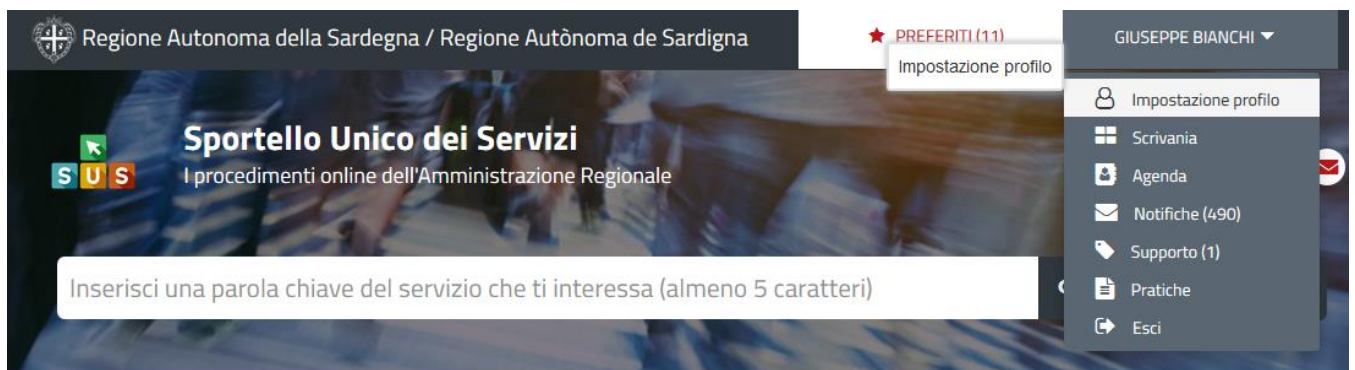 Regione Autonoma della Sardegna / Regione Autònoma de Sardigna
PREFERITI (11)
GIUSEPPE BIANCHI
Impostazione profilo
Impostazione profilo
Scrivania
Agenda
Notifiche (490)
Supporto (1)
Pratiche
Esci
SUS
Sportello Unico dei Servizi
I procedimenti online dell'Amministrazione Regionale
Inserisci una parola chiave del servizio che ti interessa (almeno 5 caratteri)